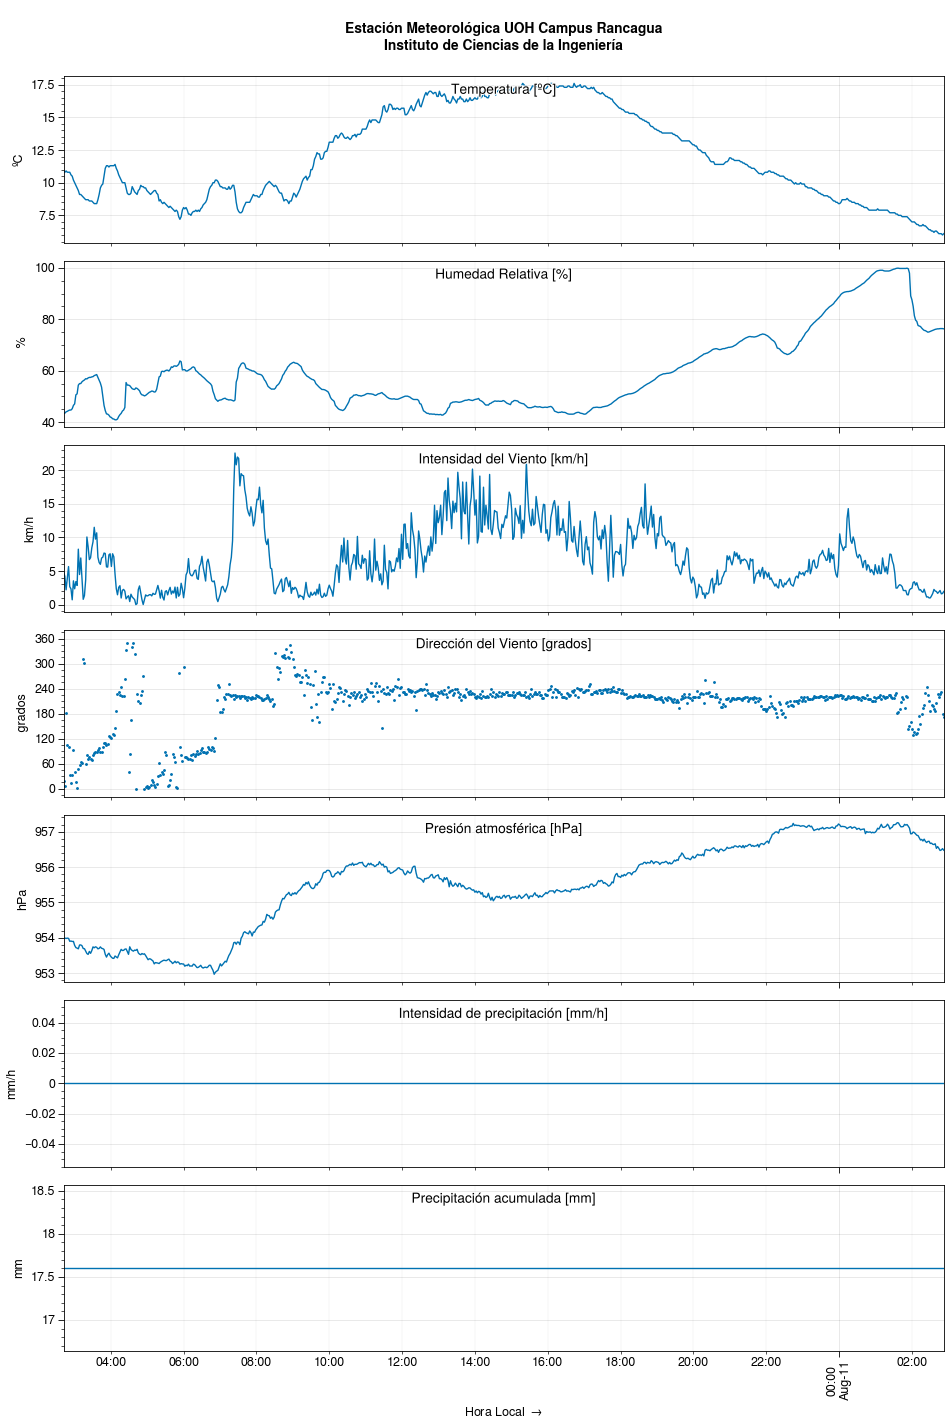 Estación Meteorológica UOH Campus Rancagua
Instituto de Ciencias de la Ingeniería
Temperatura [ºC]
ºC
17.5
15
12.5
10
7.5
Humedad Relativa [%]
%
100
80
60
40
Intensidad del Viento [km/h]
km/h
20
15
10
5
0
Dirección del Viento [grados]
grados
360
300
240
180
120
60
0
Presión atmosférica [hPa]
hPa
957
956
955
954
953
Intensidad de precipitación [mm/h]
mm/h
0.04
0.02
0
−0.02
−0.04
Precipitación acumulada [mm]
mm
18.5
18
17.5
17
04:00 06:00 08:00 10:00 12:00 14:00 16:00 18:00 20:00 22:00 00:00 02:00
Aug-11
Hora Local →